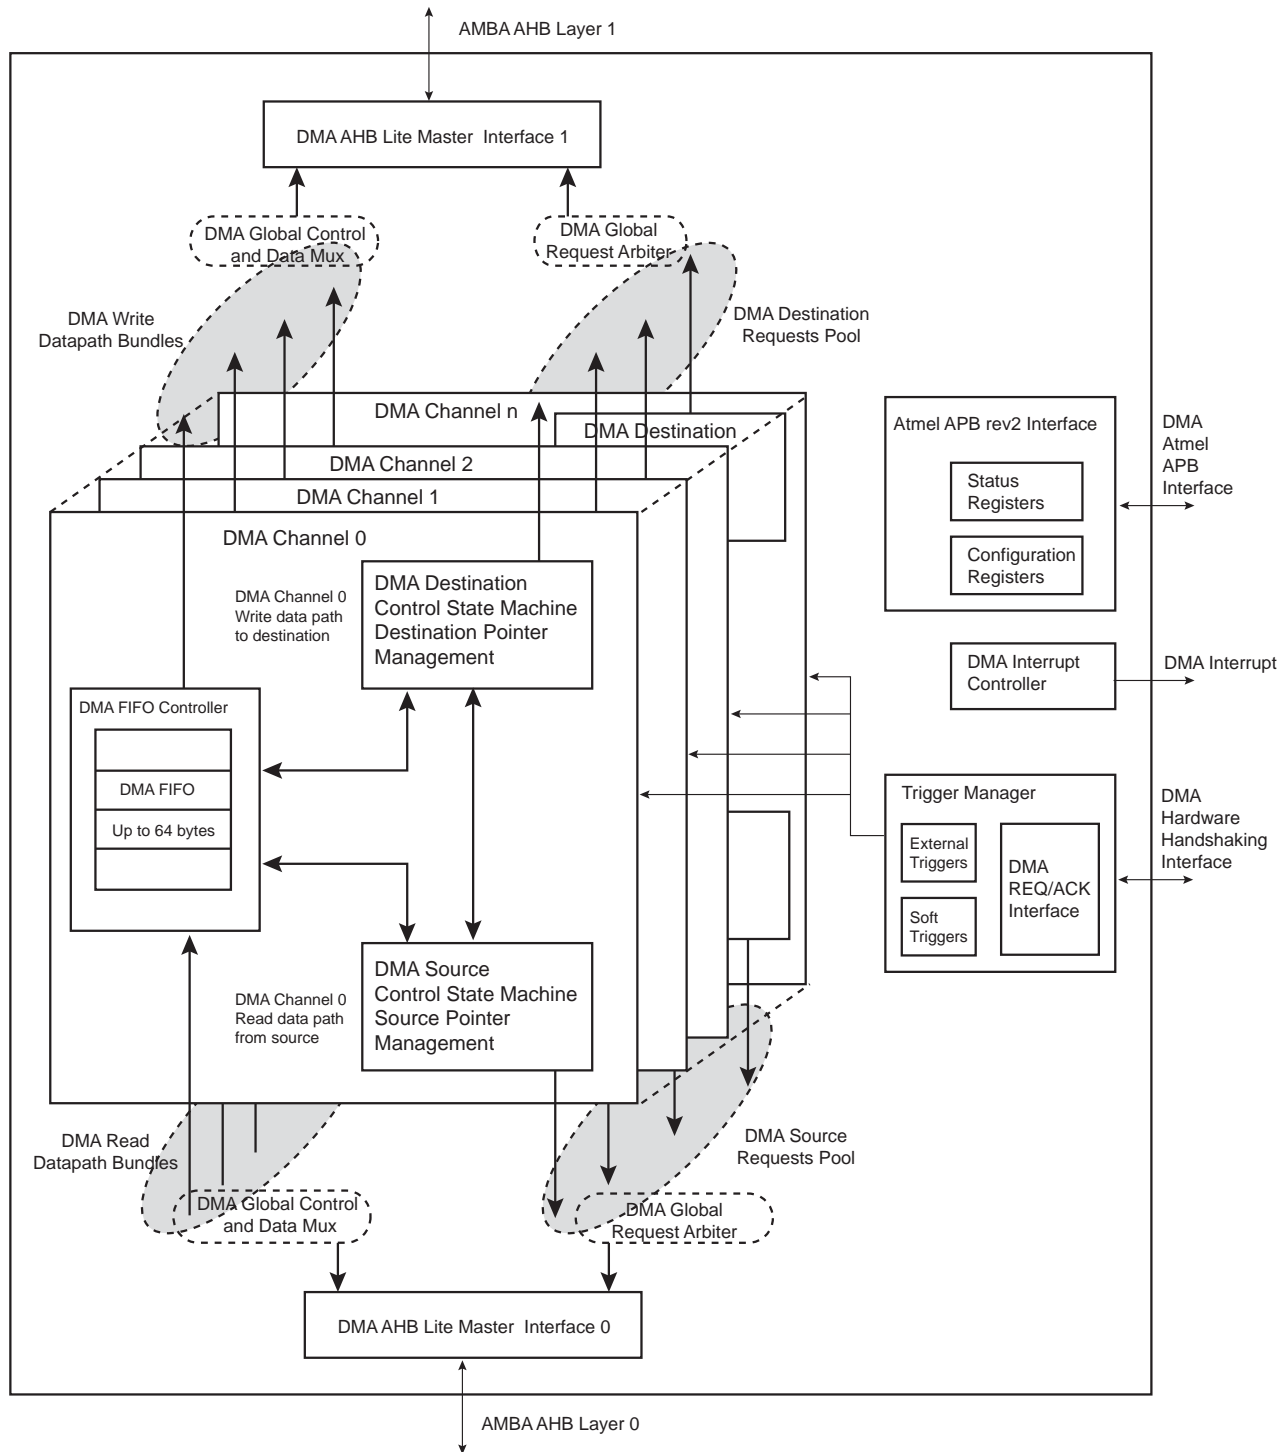 AMBA AHB Layer 1
DMA AHB Lite Master Interface 1
DMA Global Control
and Data Mux
DMA Global
Request Arbiter
DMA Write
Datapath Bundles
DMA Destination
Requests Pool
DMA Channel n
DMA Destination
DMA Channel 2
DMA Channel 1
DMA Channel 0
DMA Channel 0
Write data path
to destination
DMA Destination
Control State Machine
Destination Pointer
Management
DMA FIFO Controller
DMA FIFO
Up to 64 bytes
DMA Channel 0
Read data path
from source
DMA Source
Control State Machine
Source Pointer
Management
Atmel APB rev2 Interface
Status
Registers
Configuration
Registers
DMA
Atmel
APB
Interface
DMA Interrupt
Controller
DMA Interrupt
Trigger Manager
External
Triggers
Soft
Triggers
DMA
REQ/ACK
Interface
DMA
Hardware
Handshaking
Interface
DMA Read
Datapath Bundles
DMA Source
Requests Pool
DMA Global Control
and Data Mux
DMA Global
Request Arbiter
DMA AHB Lite Master Interface 0
AMBA AHB Layer 0